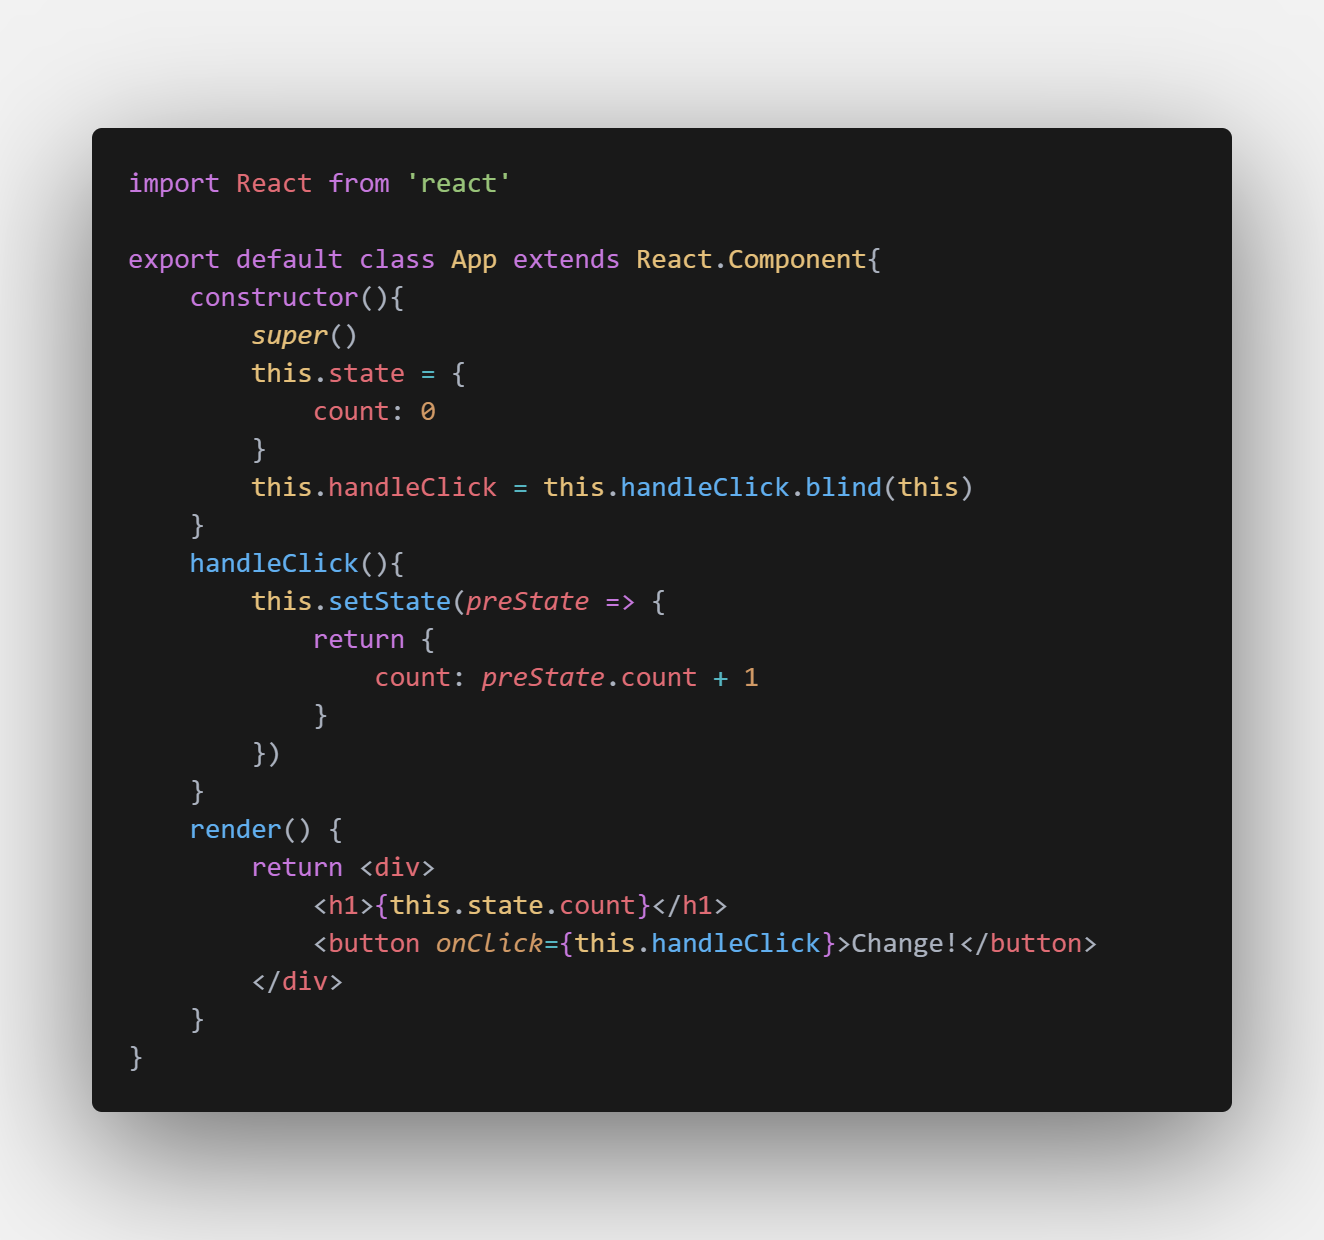 import React from 'react'

export default class App extends React.Component{
    constructor(){
        super()
        this.state = {
            count: 0
        }
        this.handleClick = this.handleClick.blind(this)
    }
    handleClick(){
        this.setState(preState => {
            return {
                count: preState.count + 1
            }
        })
    }
    render() {
        return <div>
            <h1>{this.state.count}</h1>
            <button onClick={this.handleClick}>Change!</button>
        </div>
    }
}